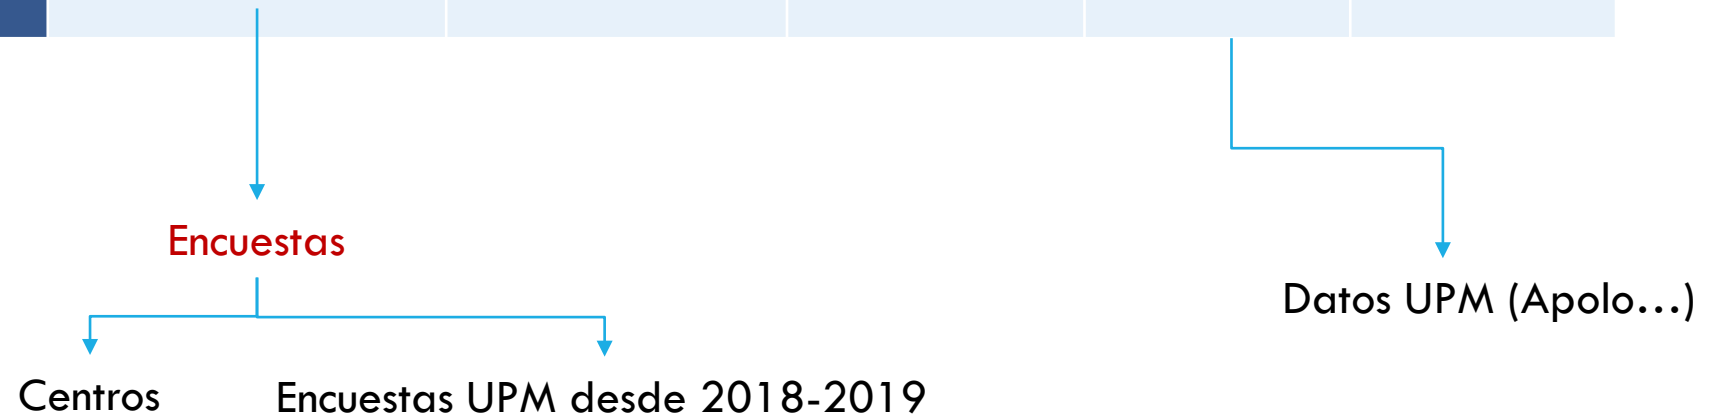 Encuestas
Datos UPM (Apolo...)
Centros
Encuestas UPM desde 2018-2019